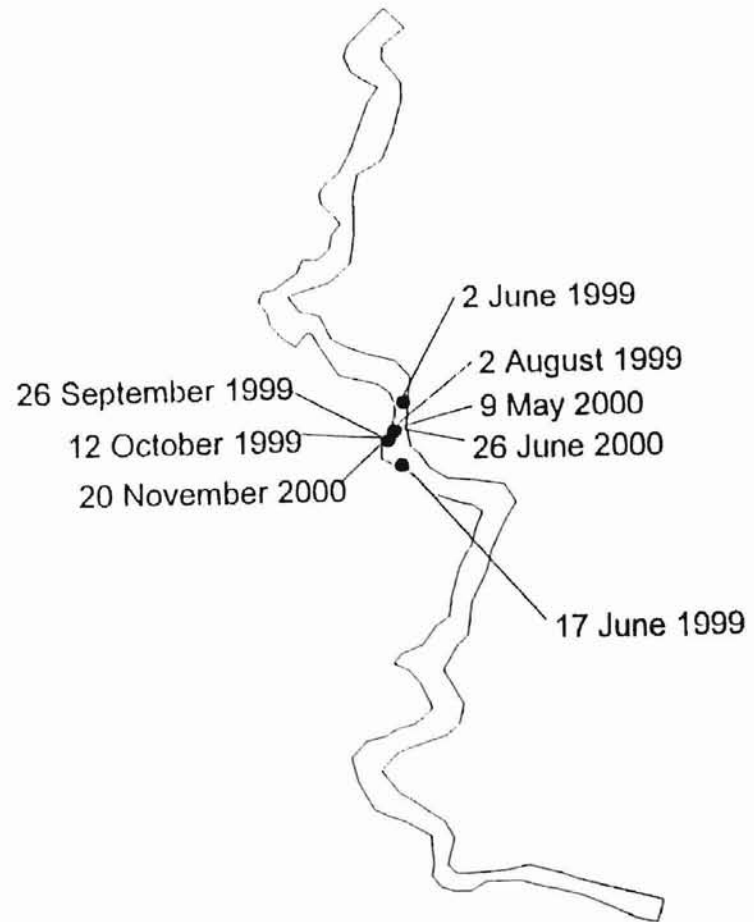 2 June 1999
2 August 1999
26 September 1999
9 May 2000
12 October 1999
26 June 2000
20 November 2000
17 June 1999